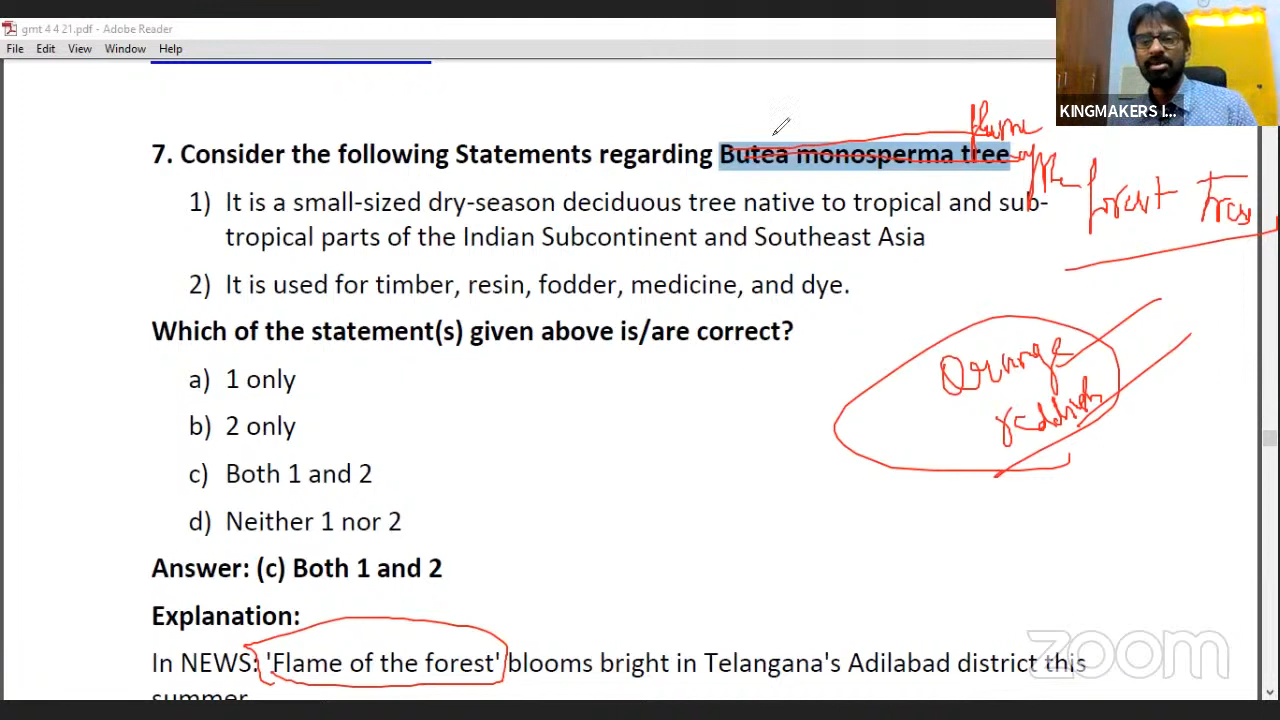 gmt 4 4 21.pdf - Adobe Reader
File Edit View Window Help
KINGMAKERS I...
7. Consider the following Statements regarding Butea monosperma tree
flame
of the forest Tree
1) It is a small-sized dry-season deciduous tree native to tropical and sub-
tropical parts of the Indian Subcontinent and Southeast Asia
2) It is used for timber, resin, fodder, medicine, and dye.
Which of the statement(s) given above is/are correct?
Orange
reddish
a) 1 only
b) 2 only
c) Both 1 and 2
d) Neither 1 nor 2
Answer: (c) Both 1 and 2
Explanation:
In NEWS: 'Flame of the forest' blooms bright in Telangana's Adilabad district this
summer
zoom